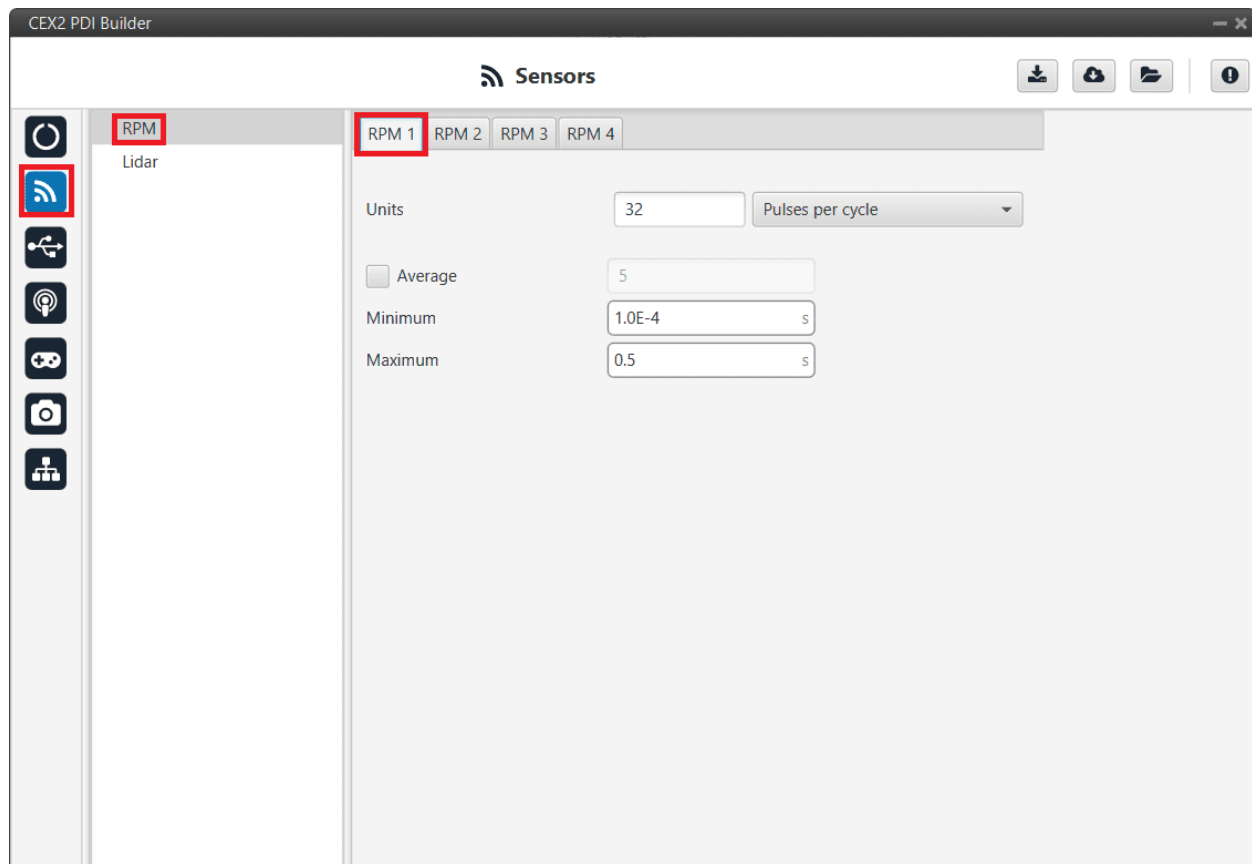 CEX2 PDI Builder
Sensors
RPM
Lidar
RPM 1 RPM 2 RPM 3 RPM 4
Units 32 Pulses per cycle
Average 5
Minimum 1.0E-4 s
Maximum 0.5 s